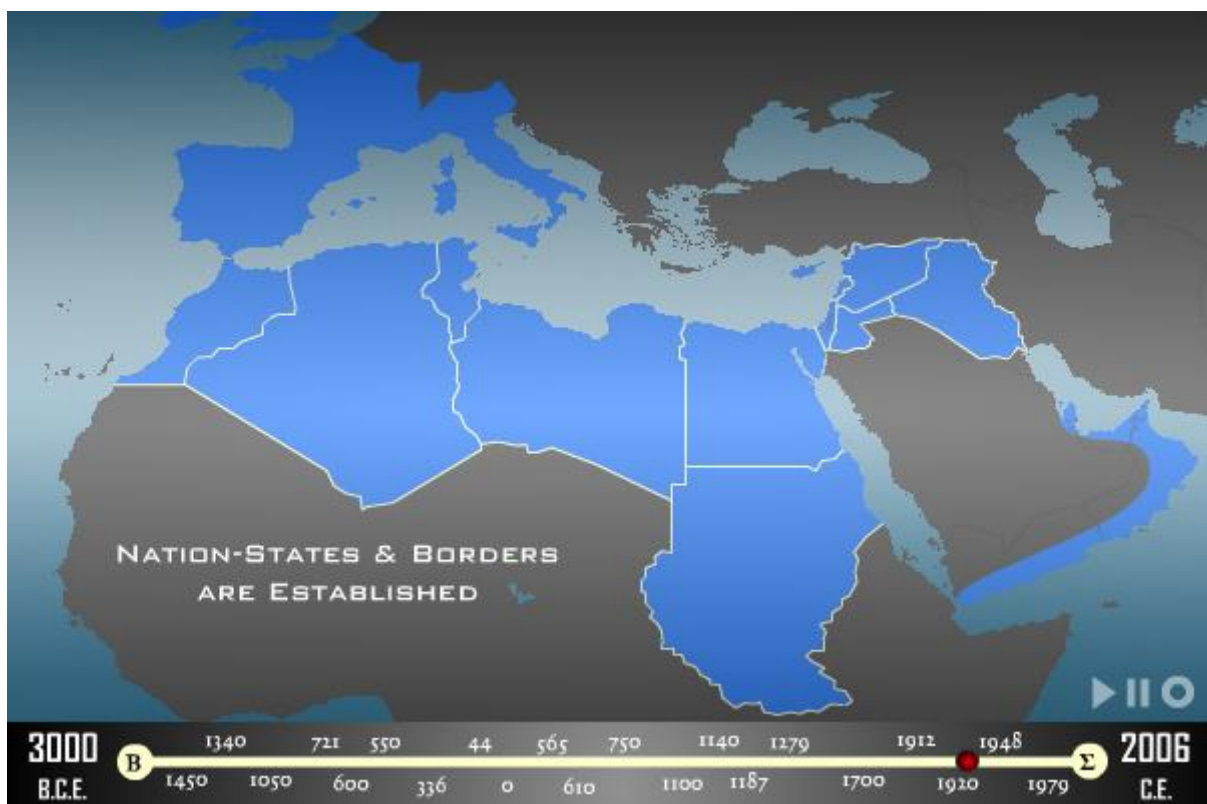 NATION-STATES & BORDERS
ARE ESTABLISHED
3000
B.C.E.
B
1340 721 550 44 565 750 1140 1279 1912 1948
1450 1050 600 336 0 610 1100 1187 1700 1920 1979
Σ
2006
C.E.